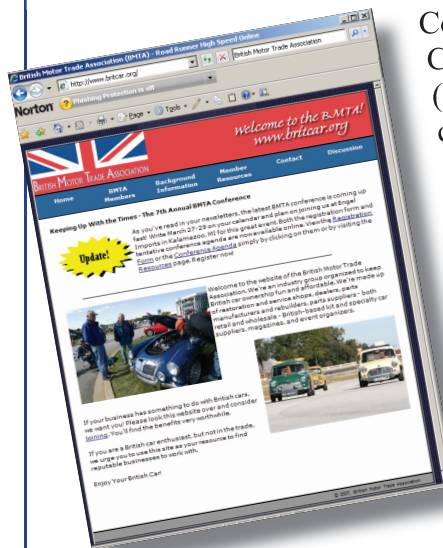 British Motor Trade Association (BMTA) - Road Runner High Speed Online
http://www.britcar.org/
British Motor Trade Association
Norton
Phishing Protection is off
Page
Tools
Welcome to the BMTA!
www.britcar.org
BRITISH MOTOR TRADE ASSOCIATION
Home
BMTA Members
Background Information
Member Resources
Contact
Discussion
Keeping Up With the Times - The 7th Annual BMTA Conference
Update!
As you've read in your newsletters, the latest BMTA conference is coming up
fast! Write March 27-29 on your calendar and plan on joining us at Engel
Imports in Kalamazoo, MI for this great event. Both the registration form and
tentative conference agenda are now available online. View the Registration
Form or the Conference Agenda simply by clicking on them or by visiting the
Resources page. Register now!
Welcome to the website of the British Motor Trade
Association. We're an industry group organized to keep
British car ownership fun and affordable. We're made up
of restoration and service shops, dealers, parts
manufacturers and rebuilders, parts suppliers - both
retail and wholesale - British-based kit and specialty car
suppliers, magazines, and event organizers.
If your business has something to do with British cars,
we want you! Please look this website over and consider
joining. You'll find the benefits very worthwhile.
If you are a British car enthusiast, but not in the trade,
we urge you to use this site as your resource to find
reputable businesses to work with.
Enjoy Your British Car!
© 2007, British Motor Trade Association